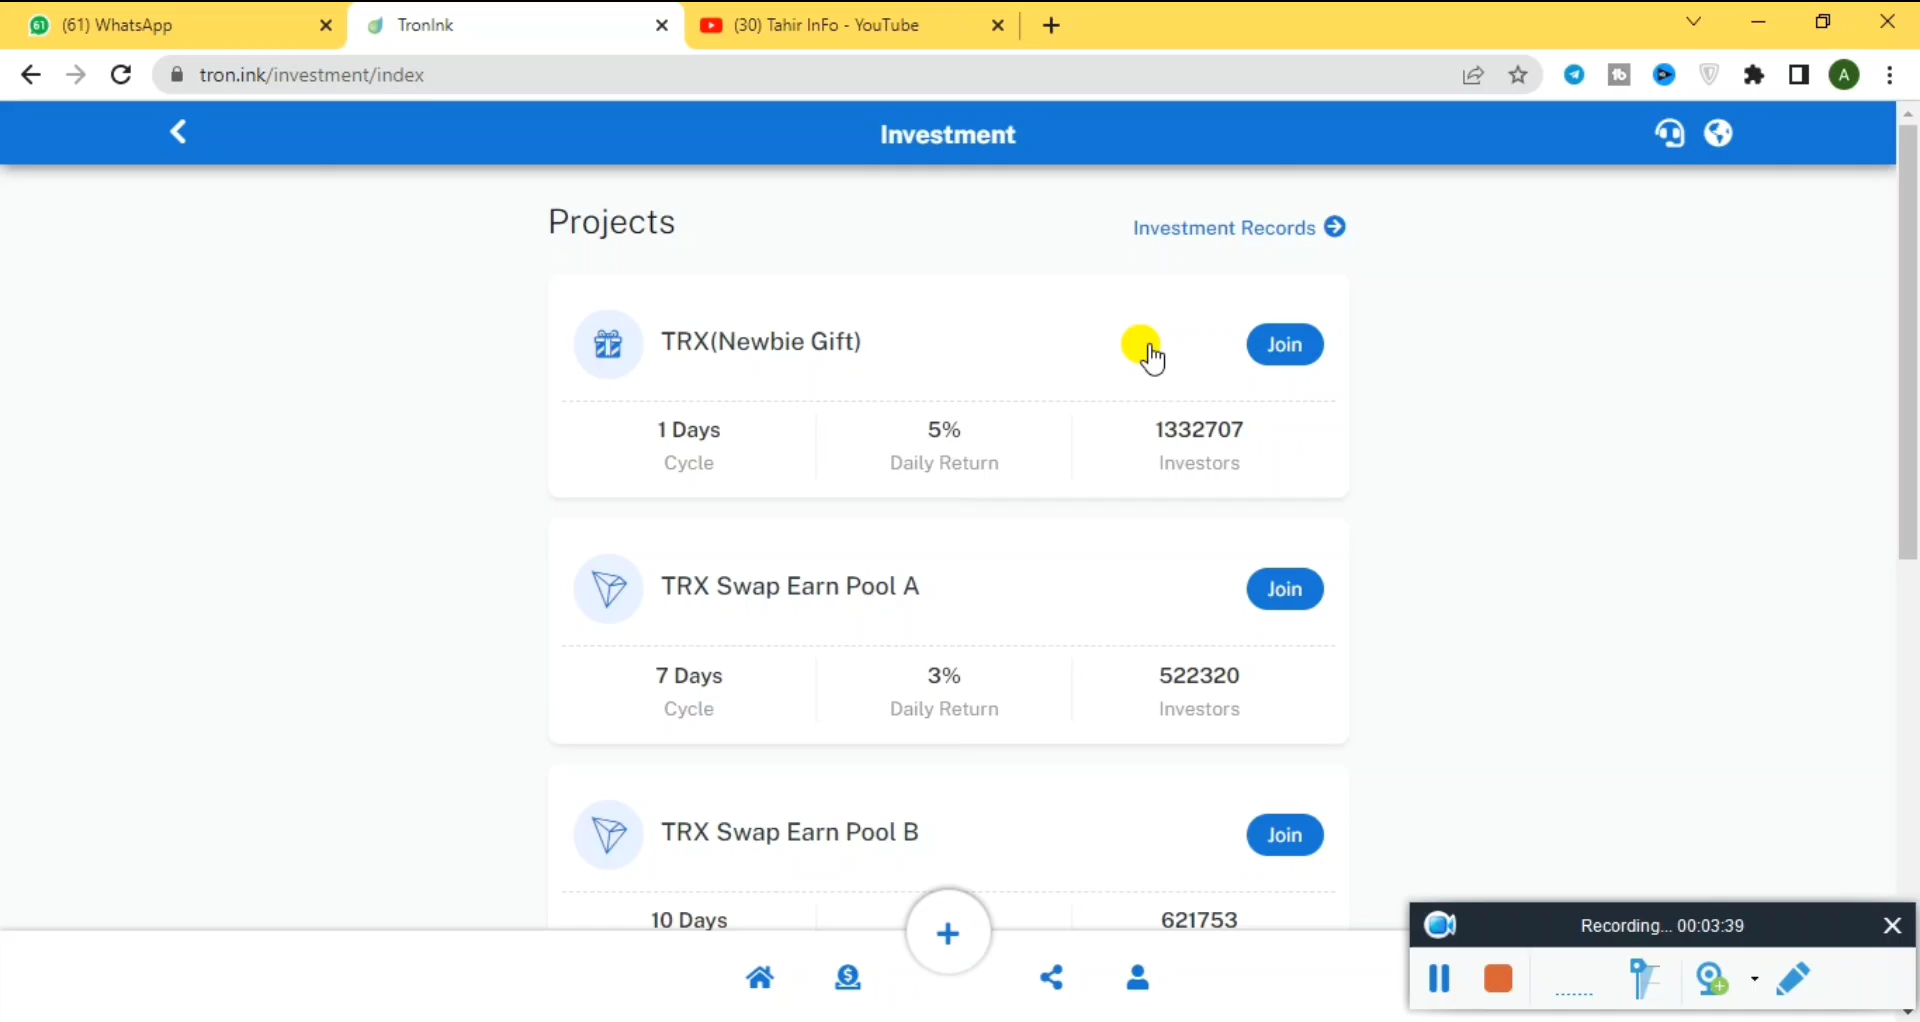 61
(61) WhatsApp
TronInk
(30) Tahir InFo - YouTube
tron.ink/investment/index
A
Investment
Projects
Investment Records
TRX(Newbie Gift)
Join
1 Days
5%
1332707
Cycle
Daily Return
Investors
TRX Swap Earn Pool A
Join
7 Days
3%
522320
Cycle
Daily Return
Investors
TRX Swap Earn Pool B
Join
10 Days
621753
Recording... 00:03:39